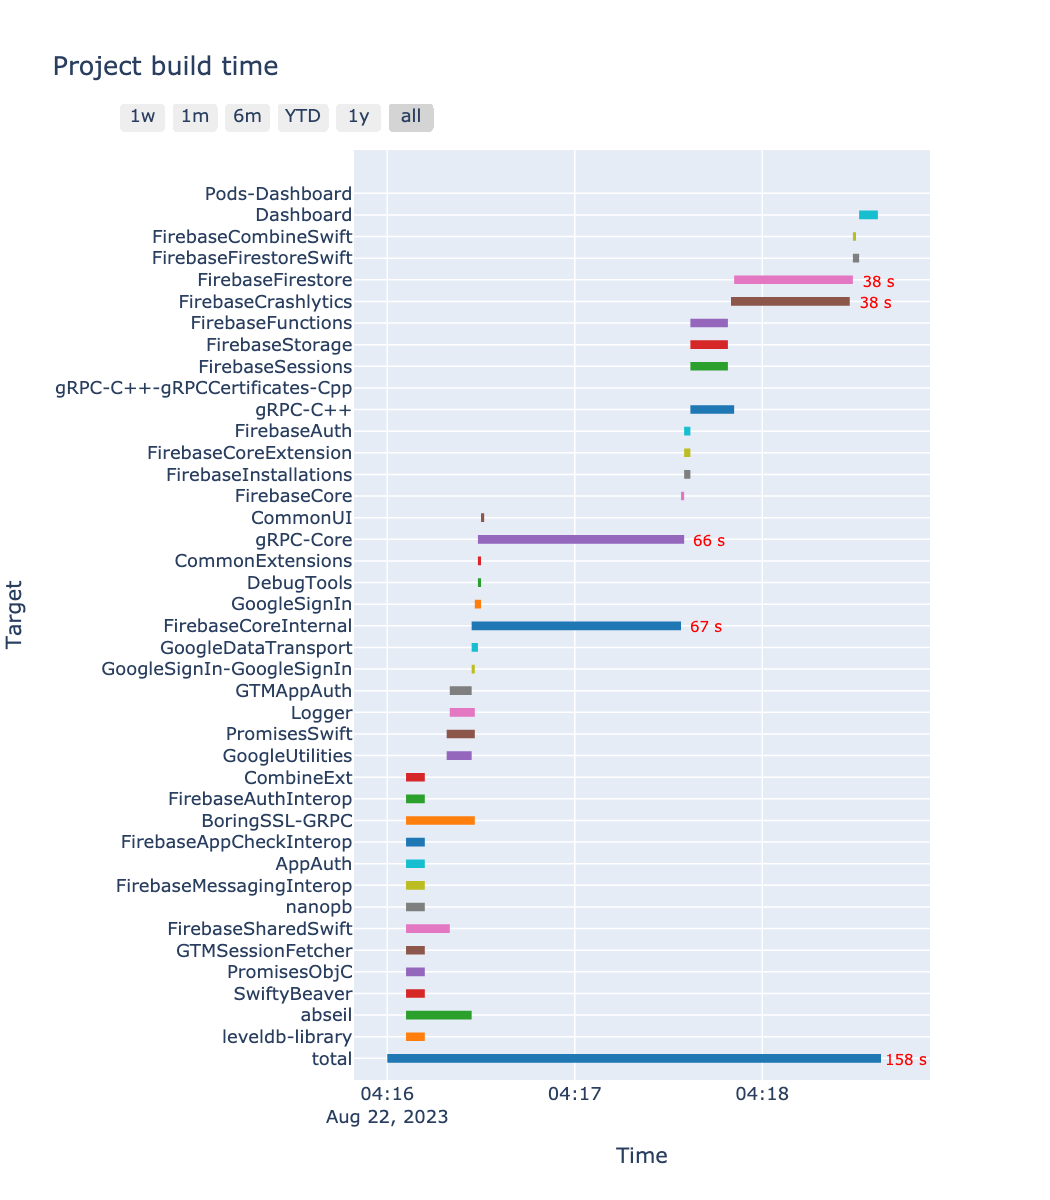 Project build time
1w 1m 6m YTD 1y all
Pods-Dashboard
Dashboard
FirebaseCombineSwift
FirebaseFirestoreSwift
FirebaseFirestore 38 s
FirebaseCrashlytics 38 s
FirebaseFunctions
FirebaseStorage
FirebaseSessions
gRPC-C++-gRPCCertificates-Cpp
gRPC-C++
FirebaseAuth
FirebaseCoreExtension
FirebaseInstallations
FirebaseCore
CommonUI
gRPC-Core 66 s
CommonExtensions
DebugTools
GoogleSignIn
FirebaseCoreInternal 67 s
GoogleDataTransport
GoogleSignIn-GoogleSignIn
GTMAppAuth
Logger
PromisesSwift
GoogleUtilities
CombineExt
FirebaseAuthInterop
BoringSSL-GRPC
FirebaseAppCheckInterop
AppAuth
FirebaseMessagingInterop
nanopb
FirebaseSharedSwift
GTMSessionFetcher
PromisesObjC
SwiftyBeaver
abseil
leveldb-library
total 158 s
Target
04:16 04:17 04:18
Aug 22, 2023
Time